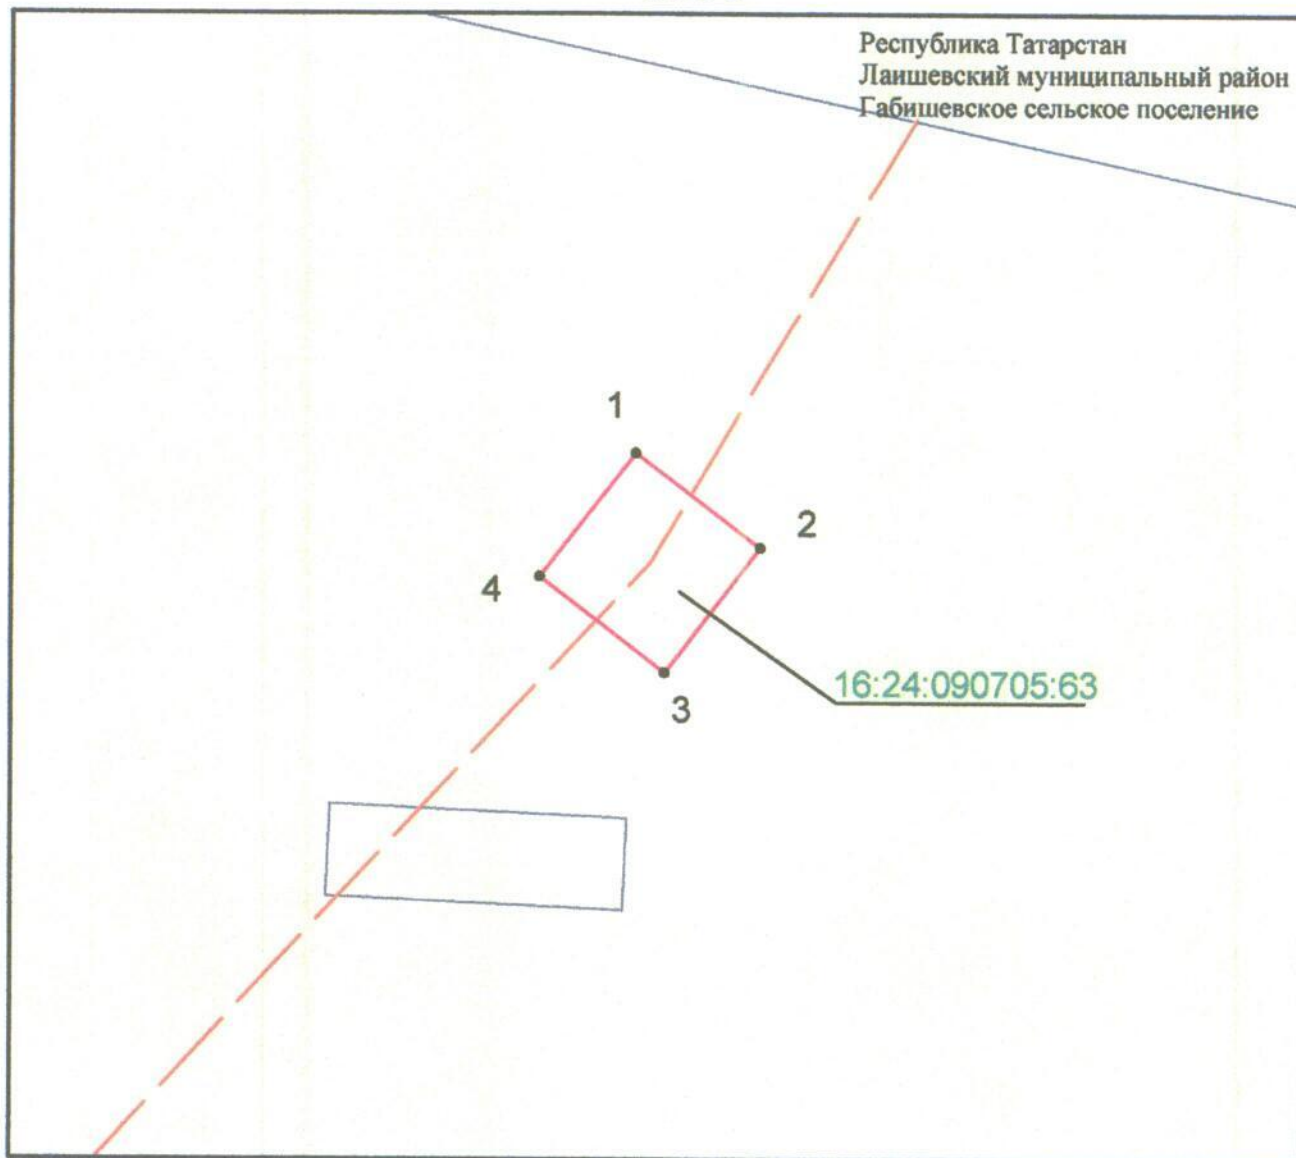 Республика Татарстан
Лаишевский муниципальный район
Габишевское сельское поселение
1
2
4
16:24:090705:63
3